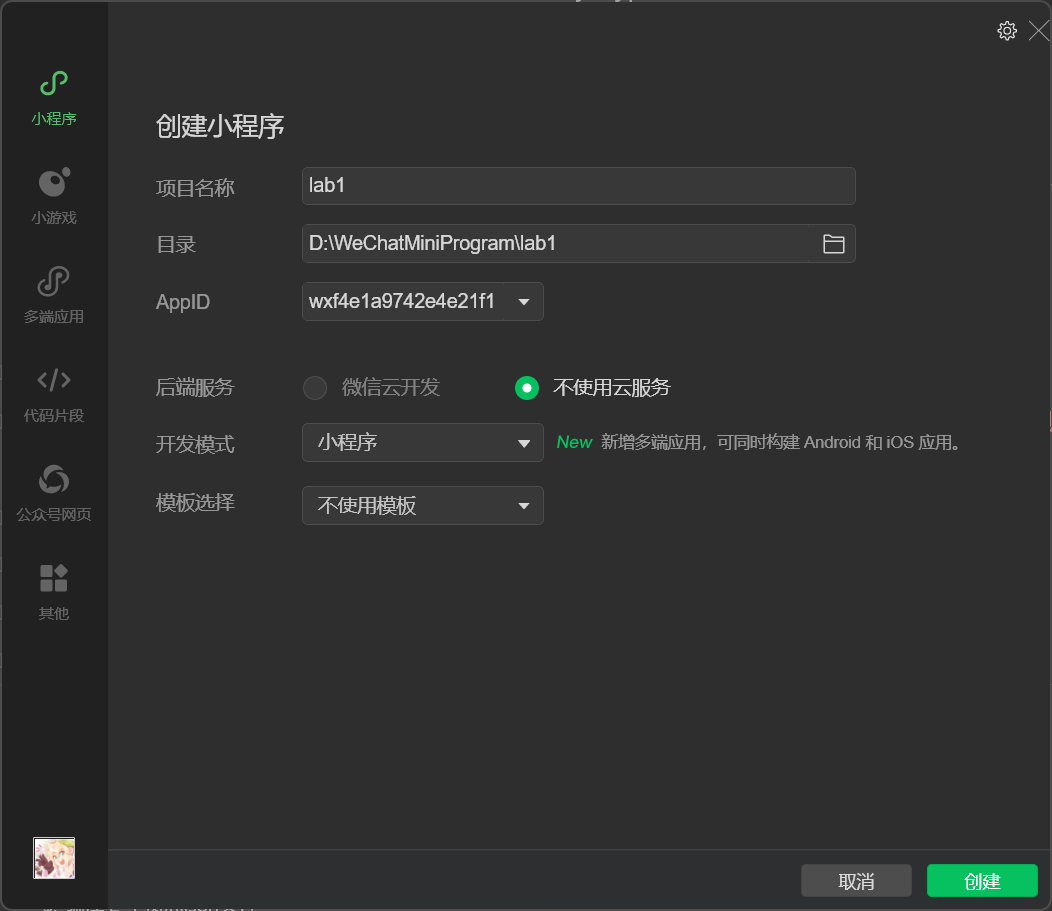 小程序
小游戏
多端应用
代码片段
公众号网页
其他
创建小程序
项目名称 lab1
目录 D:\WeChatMiniProgram\lab1
AppID wxf4e1a9742e4e21f1
后端服务 微信云开发 不使用云服务
开发模式 小程序 New 新增多端应用，可同时构建 Android 和 iOS 应用。
模板选择 不使用模板
取消 创建